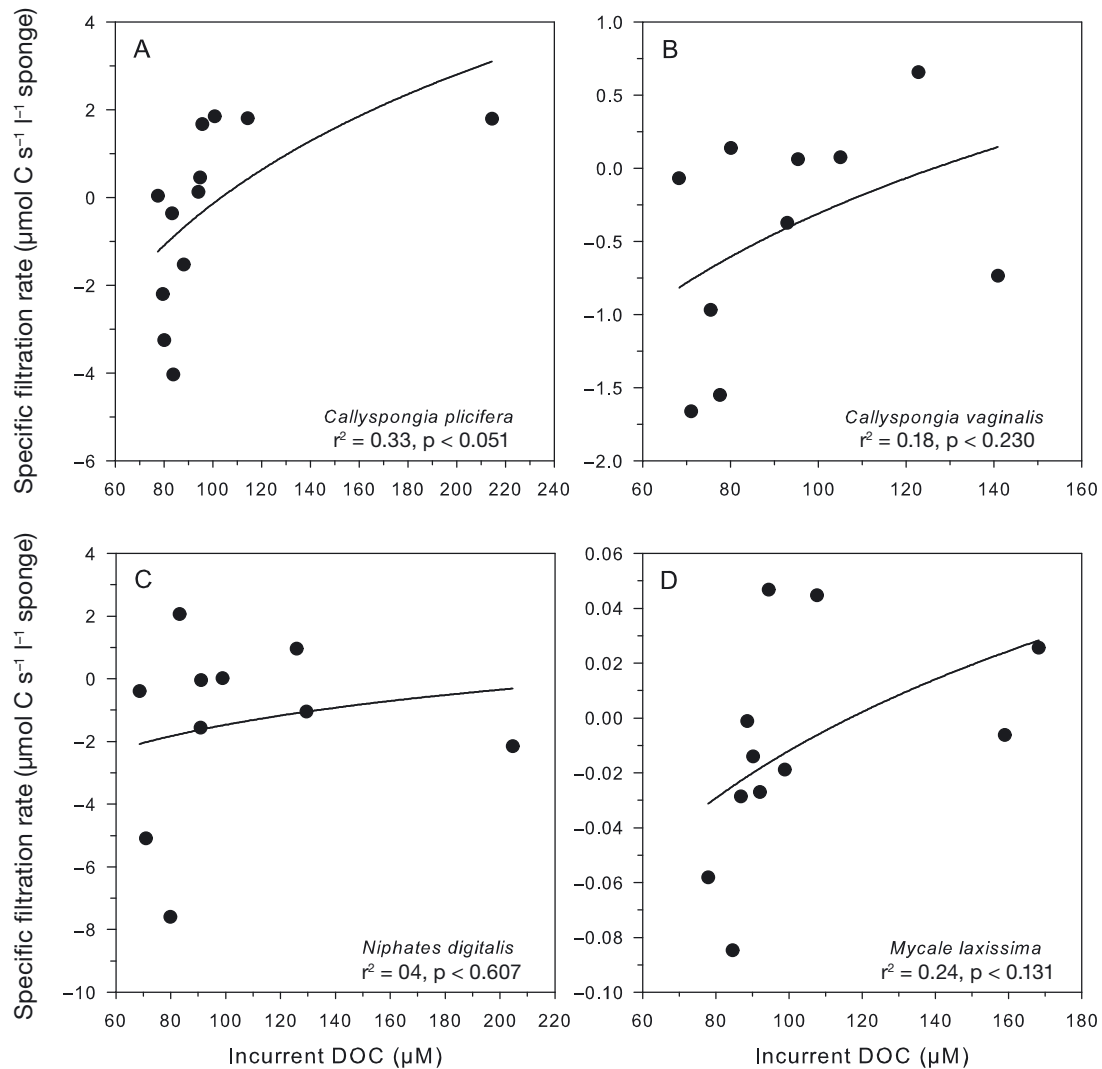 Specific filtration rate (µmol C s⁻¹ l⁻¹ sponge)
A
4
2
0
−2
−4
−6
60 80 100 120 140 160 180 200 220 240
Callyspongia plicifera
r² = 0.33, p < 0.051
B
1.0
0.5
0.0
−0.5
−1.0
−1.5
−2.0
60 80 100 120 140 160
Callyspongia vaginalis
r² = 0.18, p < 0.230
Specific filtration rate (µmol C s⁻¹ l⁻¹ sponge)
C
4
2
0
−2
−4
−6
−8
−10
60 80 100 120 140 160 180 200 220
Niphates digitalis
r² = 04, p < 0.607
Incurrent DOC (µM)
D
0.06
0.04
0.02
0.00
−0.02
−0.04
−0.06
−0.08
−0.10
60 80 100 120 140 160 180
Mycale laxissima
r² = 0.24, p < 0.131
Incurrent DOC (µM)